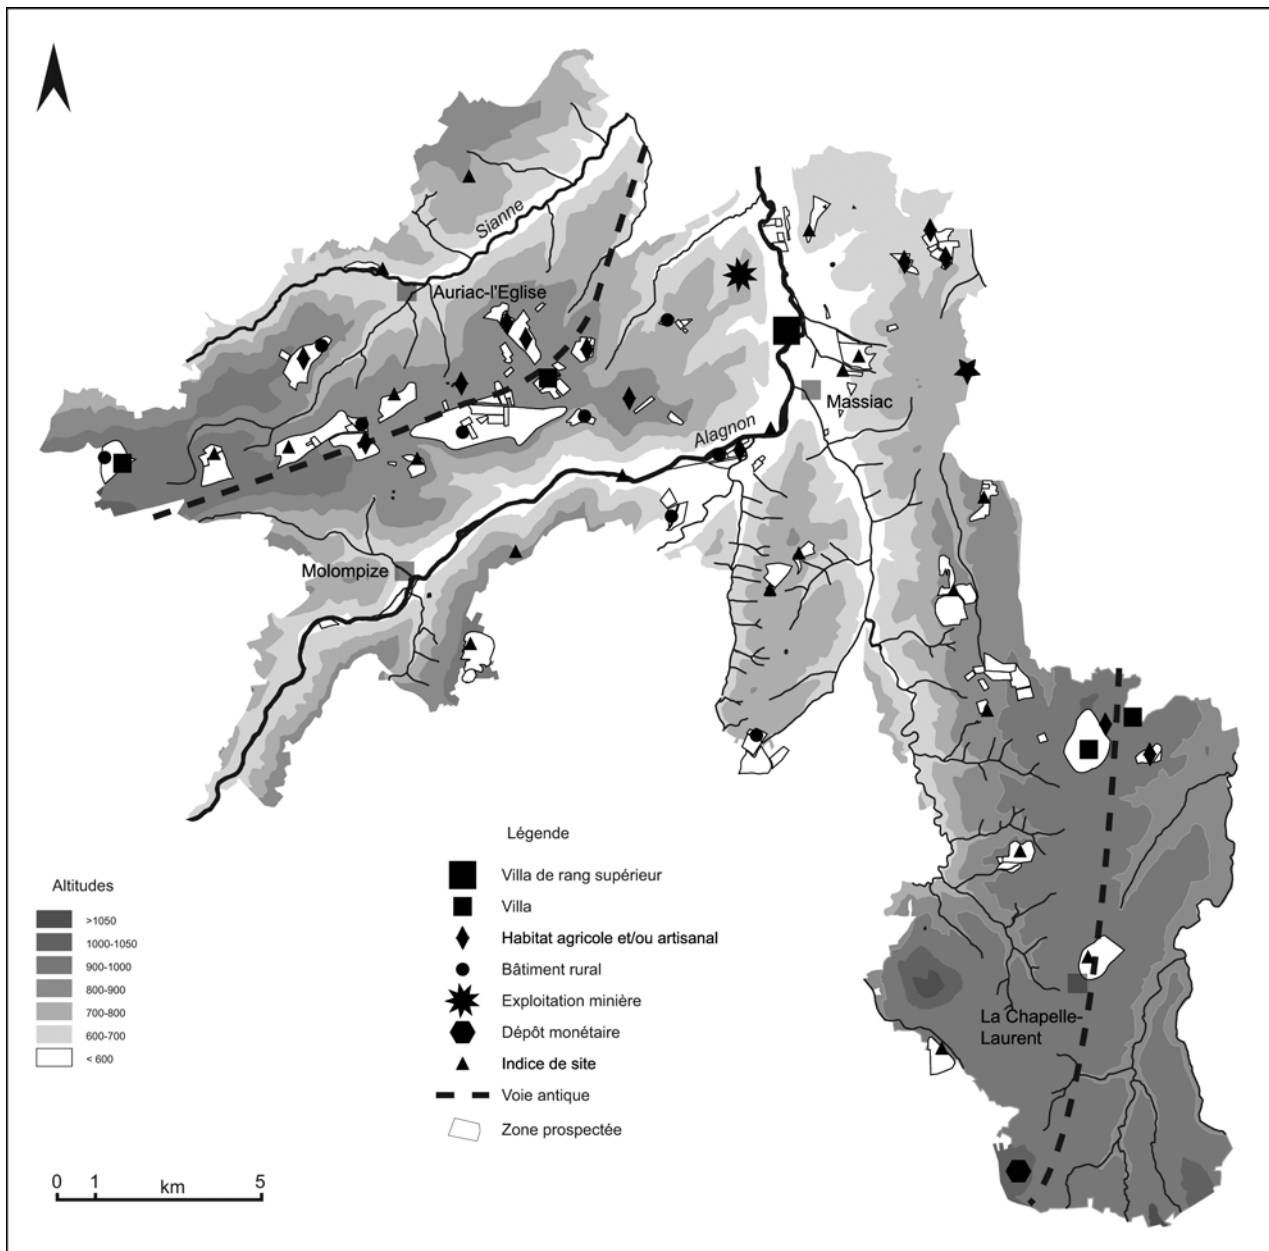 Sianne
Auriac-l'Eglise
Massiac
Alagnon
Molompize
La Chapelle-
Laurent
Légende
Villa de rang supérieur
Villa
Habitat agricole et/ou artisanal
Bâtiment rural
Exploitation minière
Dépôt monétaire
Indice de site
Voie antique
Zone prospectée
Altitudes
>1050
1000-1050
900-1000
800-900
700-800
600-700
< 600
0 1 km 5